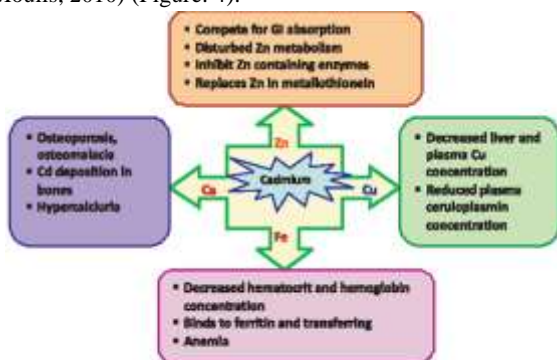 Moulis, 2010) (Figure. 4).
▪ Compete for GI absorption
▪ Disturbed Zn metabolism
▪ Inhibit Zn containing enzymes
▪ Replaces Zn in metallothionein
Zn
▪ Osteoporosis,
osteomalacia
▪ Cd deposition in
bones
▪ Hypercalciuria
Ca
Cadmium
Cu
▪ Decreased liver and
plasma Cu
concentration
▪ Reduced plasma
ceruloplasmin
concentration
Fe
▪ Decreased hematocrit and hemoglobin
concentration
▪ Binds to ferritin and transferring
▪ Anemia